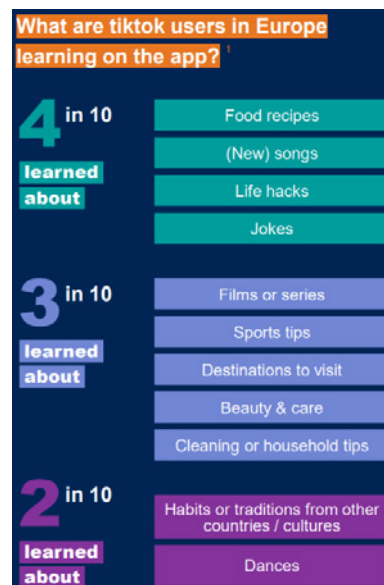 What are tiktok users in Europe
learning on the app? 1
4 in 10
learned
about
Food recipes
(New) songs
Life hacks
Jokes
3 in 10
learned
about
Films or series
Sports tips
Destinations to visit
Beauty & care
Cleaning or household tips
2 in 10
learned
about
Habits or traditions from other
countries / cultures
Dances